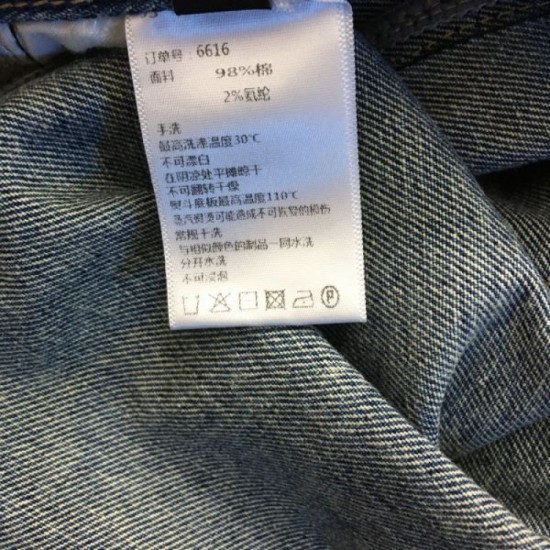 订单号: 6616
面料 98%棉
2%氨纶
手洗
最高洗涤温度30℃
不可漂白
在阴凉处平摊晾干
不可翻转干燥
熨斗底板最高温度110℃
蒸汽熨烫可能造成不可恢复的损伤
常规干洗
与相似颜色的制品一同水洗
分开水洗
不可浸泡
P